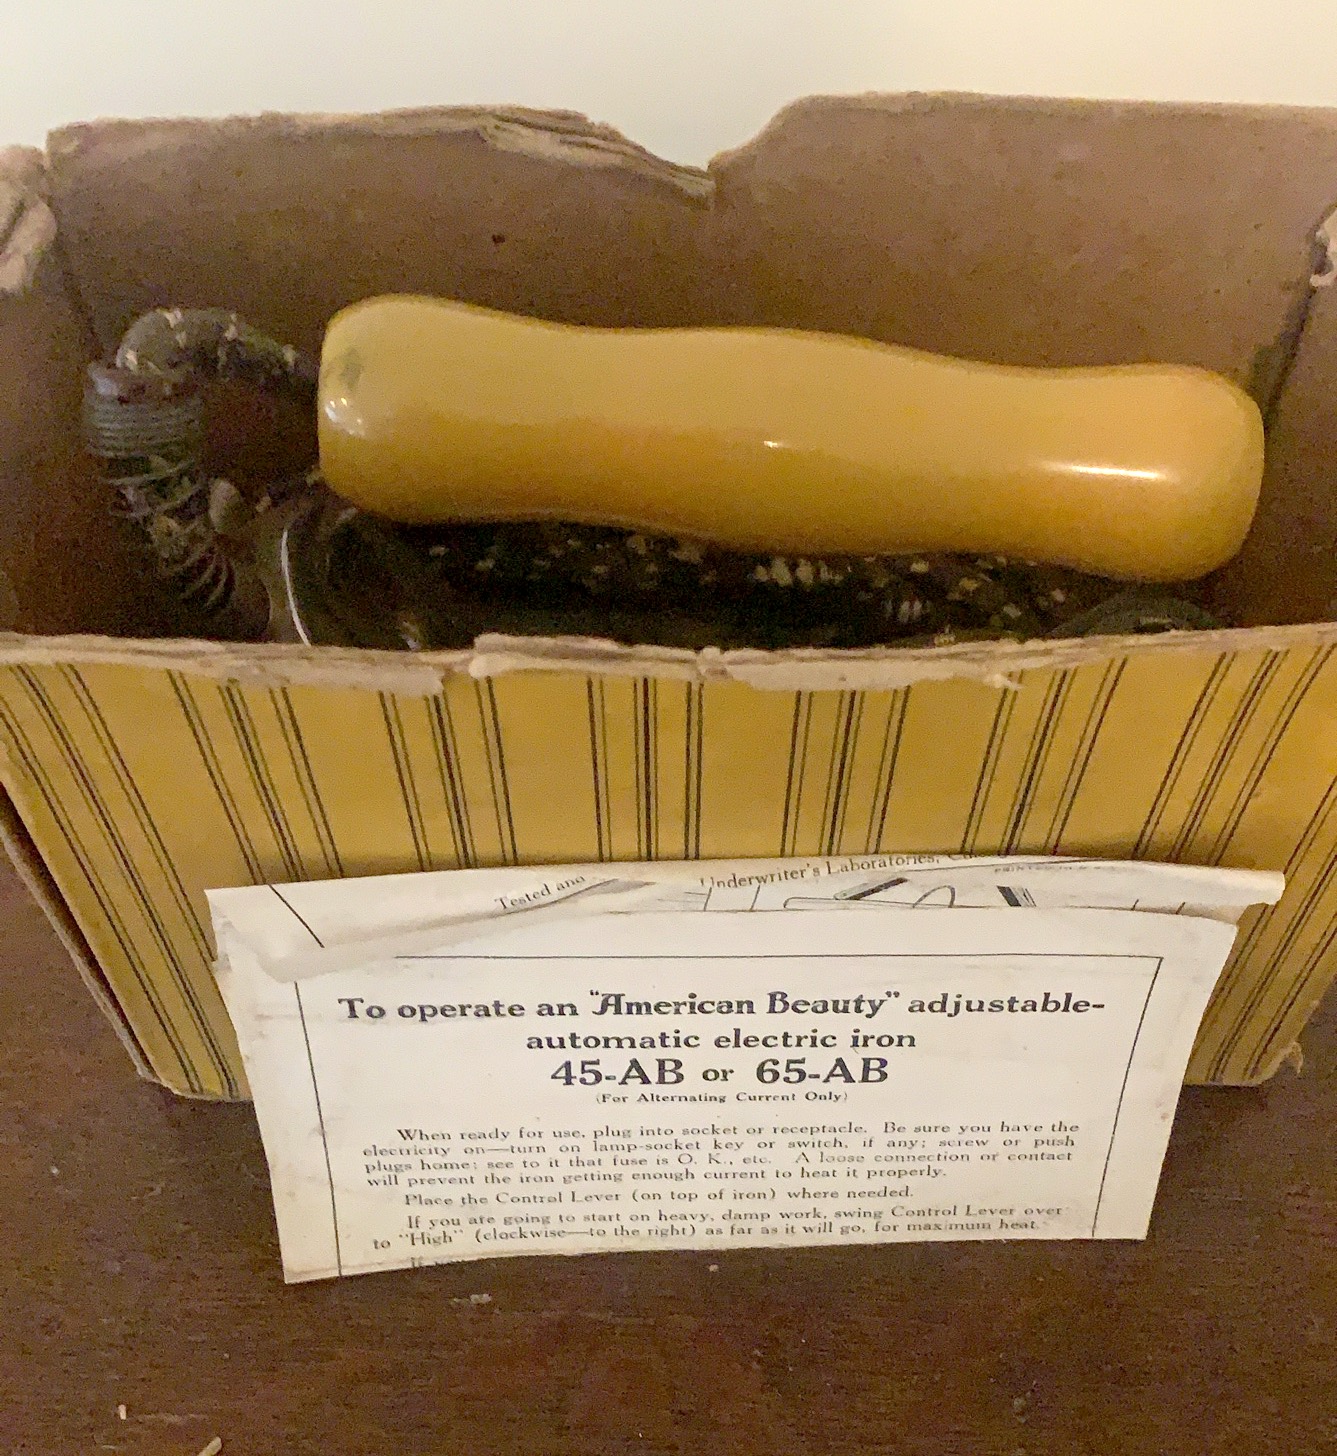 Tested and
Underwriter's Laboratories,
To operate an "American Beauty" adjustable-
automatic electric iron
45-AB or 65-AB
(For Alternating Current Only)
When ready for use, plug into socket or receptacle. Be sure you have the
electricity on—turn on lamp-socket key or switch, if any; screw or push
plugs home; see to it that fuse is O. K., etc. A loose connection or contact
will prevent the iron getting enough current to heat it properly.
Place the Control Lever (on top of iron) where needed.
If you are going to start on heavy, damp work, swing Control Lever over
to "High" (clockwise—to the right) as far as it will go, for maximum heat.